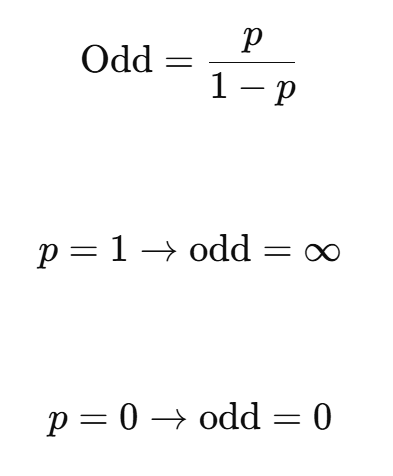 Odd = p / (1 − p)
p = 1 → odd = ∞
p = 0 → odd = 0